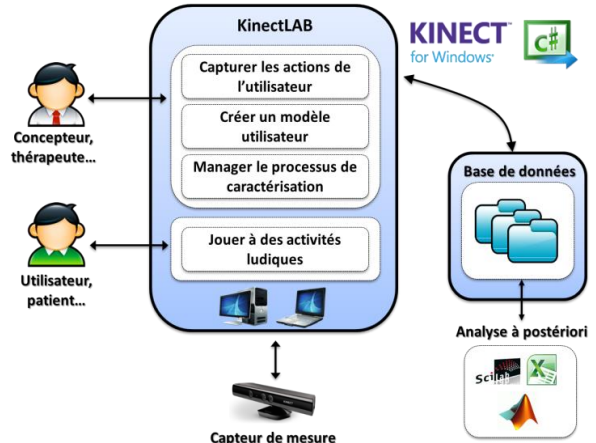 KinectLAB
KINECT™
for Windows®
C#
Capturer les actions de
l'utilisateur
Créer un modèle
utilisateur
Manager le processus de
caractérisation
Concepteur,
thérapeute...
Jouer à des activités
ludiques
Utilisateur,
patient...
Base de données
Analyse à postériori
Scilab
X
Capteur de mesure